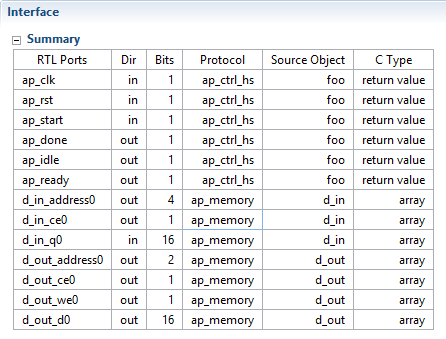 Interface
Summary
RTL Ports Dir Bits Protocol Source Object C Type
ap_clk in 1 ap_ctrl_hs foo return value
ap_rst in 1 ap_ctrl_hs foo return value
ap_start in 1 ap_ctrl_hs foo return value
ap_done out 1 ap_ctrl_hs foo return value
ap_idle out 1 ap_ctrl_hs foo return value
ap_ready out 1 ap_ctrl_hs foo return value
d_in_address0 out 4 ap_memory d_in array
d_in_ce0 out 1 ap_memory d_in array
d_in_q0 in 16 ap_memory d_in array
d_out_address0 out 2 ap_memory d_out array
d_out_ce0 out 1 ap_memory d_out array
d_out_we0 out 1 ap_memory d_out array
d_out_d0 out 16 ap_memory d_out array